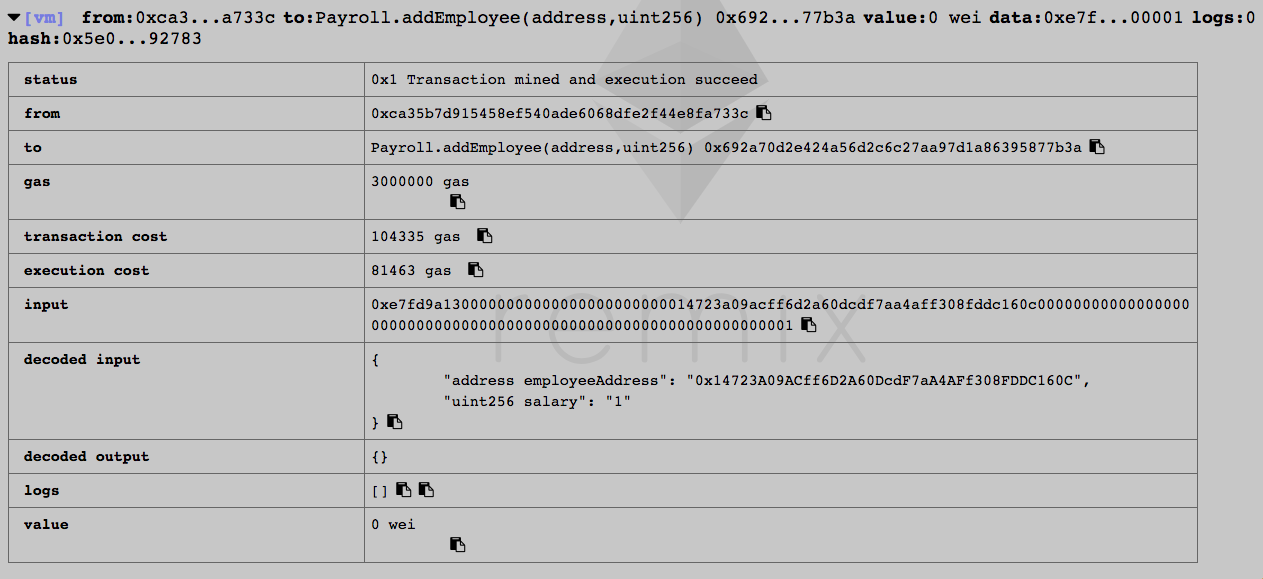 [vm] from:0xca3...a733c to:Payroll.addEmployee(address,uint256) 0x692...77b3a value:0 wei data:0xe7f...00001 logs:0
hash:0x5e0...92783
status 0x1 Transaction mined and execution succeed
from 0xca35b7d915458ef540ade6068dfe2f44e8fa733c
to Payroll.addEmployee(address,uint256) 0x692a70d2e424a56d2c6c27aa97d1a86395877b3a
gas 3000000 gas
transaction cost 104335 gas
execution cost 81463 gas
input 0xe7fd9a1300000000000000000000000014723a09acff6d2a60dcdf7aa4aff308fddc160c00000000000000000
00000000000000000000000000000000000000000000001
decoded input {
"address employeeAddress": "0x14723A09ACff6D2A60DcdF7aA4AFf308FDDC160C",
"uint256 salary": "1"
}
decoded output {}
logs []
value 0 wei
remix